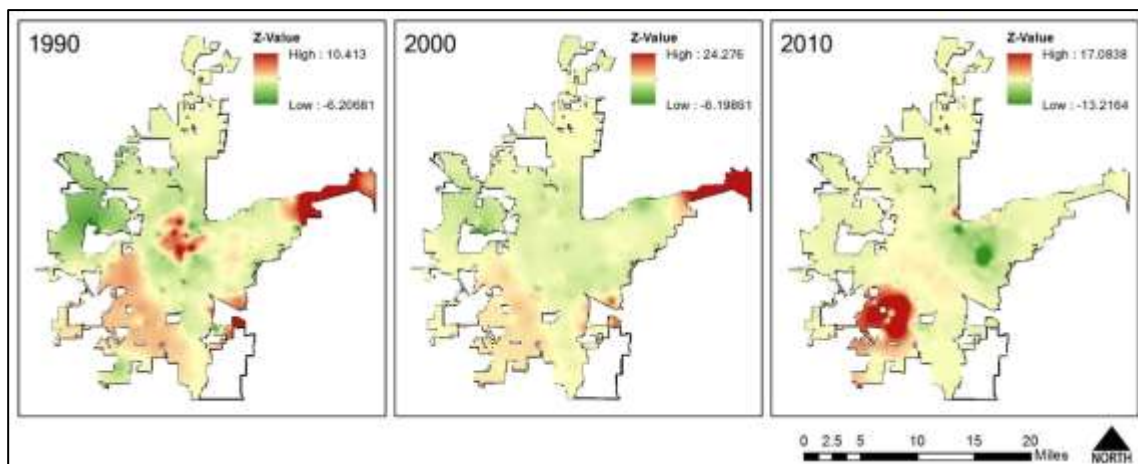 1990
Z-Value
High : 10.413
Low : -6.20681
2000
Z-Value
High : 24.276
Low : -6.19881
2010
Z-Value
High : 17.0838
Low : -13.2164
0 2.5 5 10 15 20
Miles
NORTH